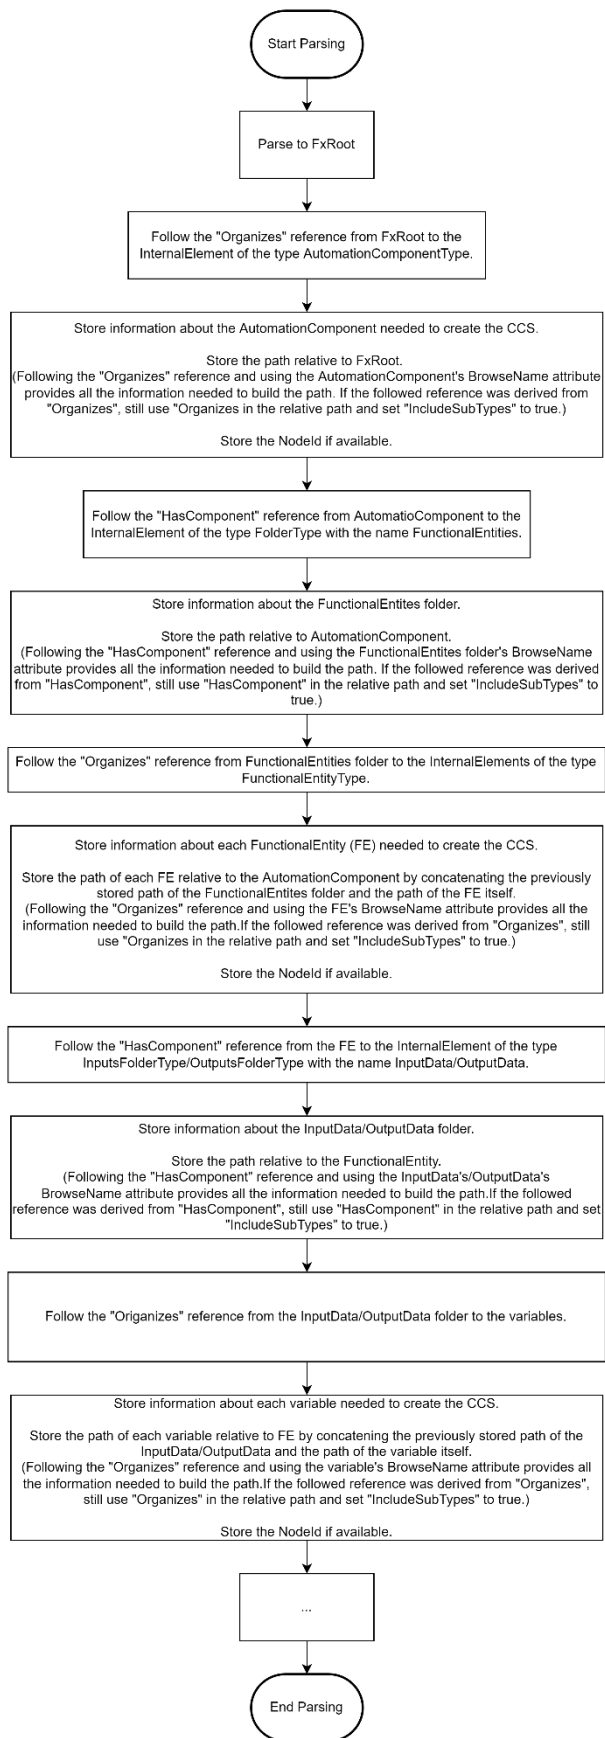 Start Parsing
Parse to FxRoot
Follow the "Organizes" reference from FxRoot to the
InternalElement of the type AutomationComponentType.
Store information about the AutomationComponent needed to create the CCS.
Store the path relative to FxRoot.
(Following the "Organizes" reference and using the AutomationComponent's BrowseName attribute
provides all the information needed to build the path. If the followed reference was derived from
"Organizes", still use "Organizes in the relative path and set "IncludeSubTypes" to true.)
Store the NodeId if available.
Follow the "HasComponent" reference from AutomatioComponent to the
InternalElement of the type FolderType with the name FunctionalEntities.
Store information about the FunctionalEntites folder.
Store the path relative to AutomationComponent.
(Following the "HasComponent" reference and using the FunctionalEntites folder's BrowseName
attribute provides all the information needed to build the path. If the followed reference was derived
from "HasComponent", still use "HasComponent" in the relative path and set "IncludeSubTypes" to
true.)
Follow the "Organizes" reference from FunctionalEntities folder to the InternalElements of the type
FunctionalEntityType.
Store information about each FunctionalEntity (FE) needed to create the CCS.
Store the path of each FE relative to the AutomationComponent by concatenating the previously
stored path of the FunctionalEntites folder and the path of the FE itself.
(Following the "Organizes" reference and using the FE's BrowseName attribute provides all the
information needed to build the path.If the followed reference was derived from "Organizes", still
use "Organizes in the relative path and set "IncludeSubTypes" to true.)
Store the NodeId if available.
Follow the "HasComponent" reference from the FE to the InternalElement of the type
InputsFolderType/OutputsFolderType with the name InputData/OutputData.
Store information about the InputData/OutputData folder.
Store the path relative to the FunctionalEntity.
(Following the "HasComponent" reference and using the InputData's/OutputData's
BrowseName attribute provides all the information needed to build the path.If the followed
reference was derived from "HasComponent", still use "HasComponent" in the relative path and set
"IncludeSubTypes" to true.)
Follow the "Origanizes" reference from the InputData/OutputData folder to the variables.
Store information about each variable needed to create the CCS.
Store the path of each variable relative to FE by concatening the previously stored path of the
InputData/OutputData and the path of the variable itself.
(Following the "Organizes" reference and using the variable's BrowseName attribute provides all
the information needed to build the path.If the followed reference was derived from "Organizes",
still use "Organizes" in the relative path and set "IncludeSubTypes" to true.)
Store the NodeId if available.
...
End Parsing